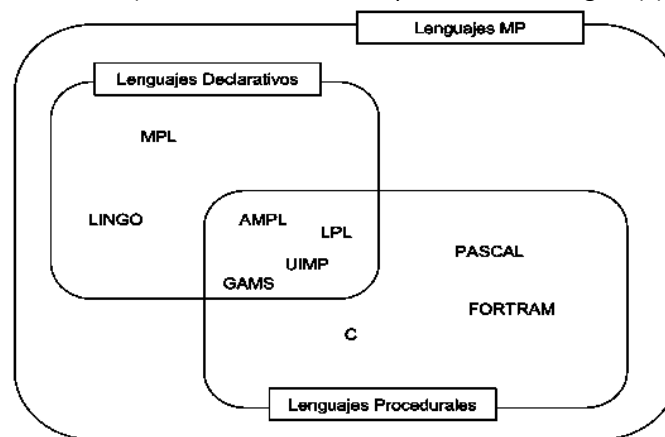 Lenguajes MP
Lenguajes Declarativos
MPL
LINGO
AMPL
LPL
UIMP
GAMS
PASCAL
FORTRAM
C
Lenguajes Procedurales